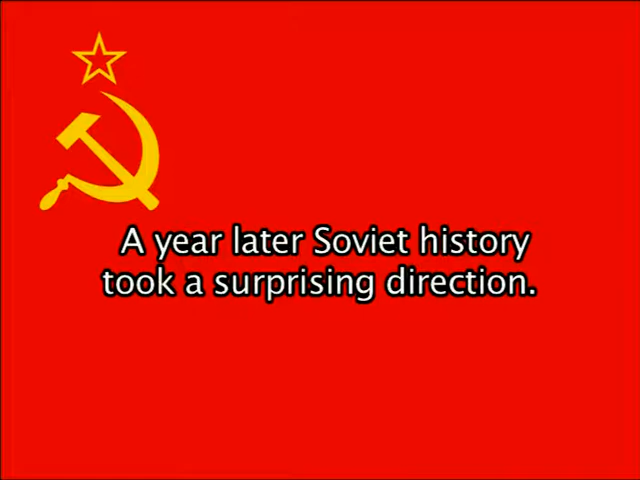 A year later Soviet history
took a surprising direction.